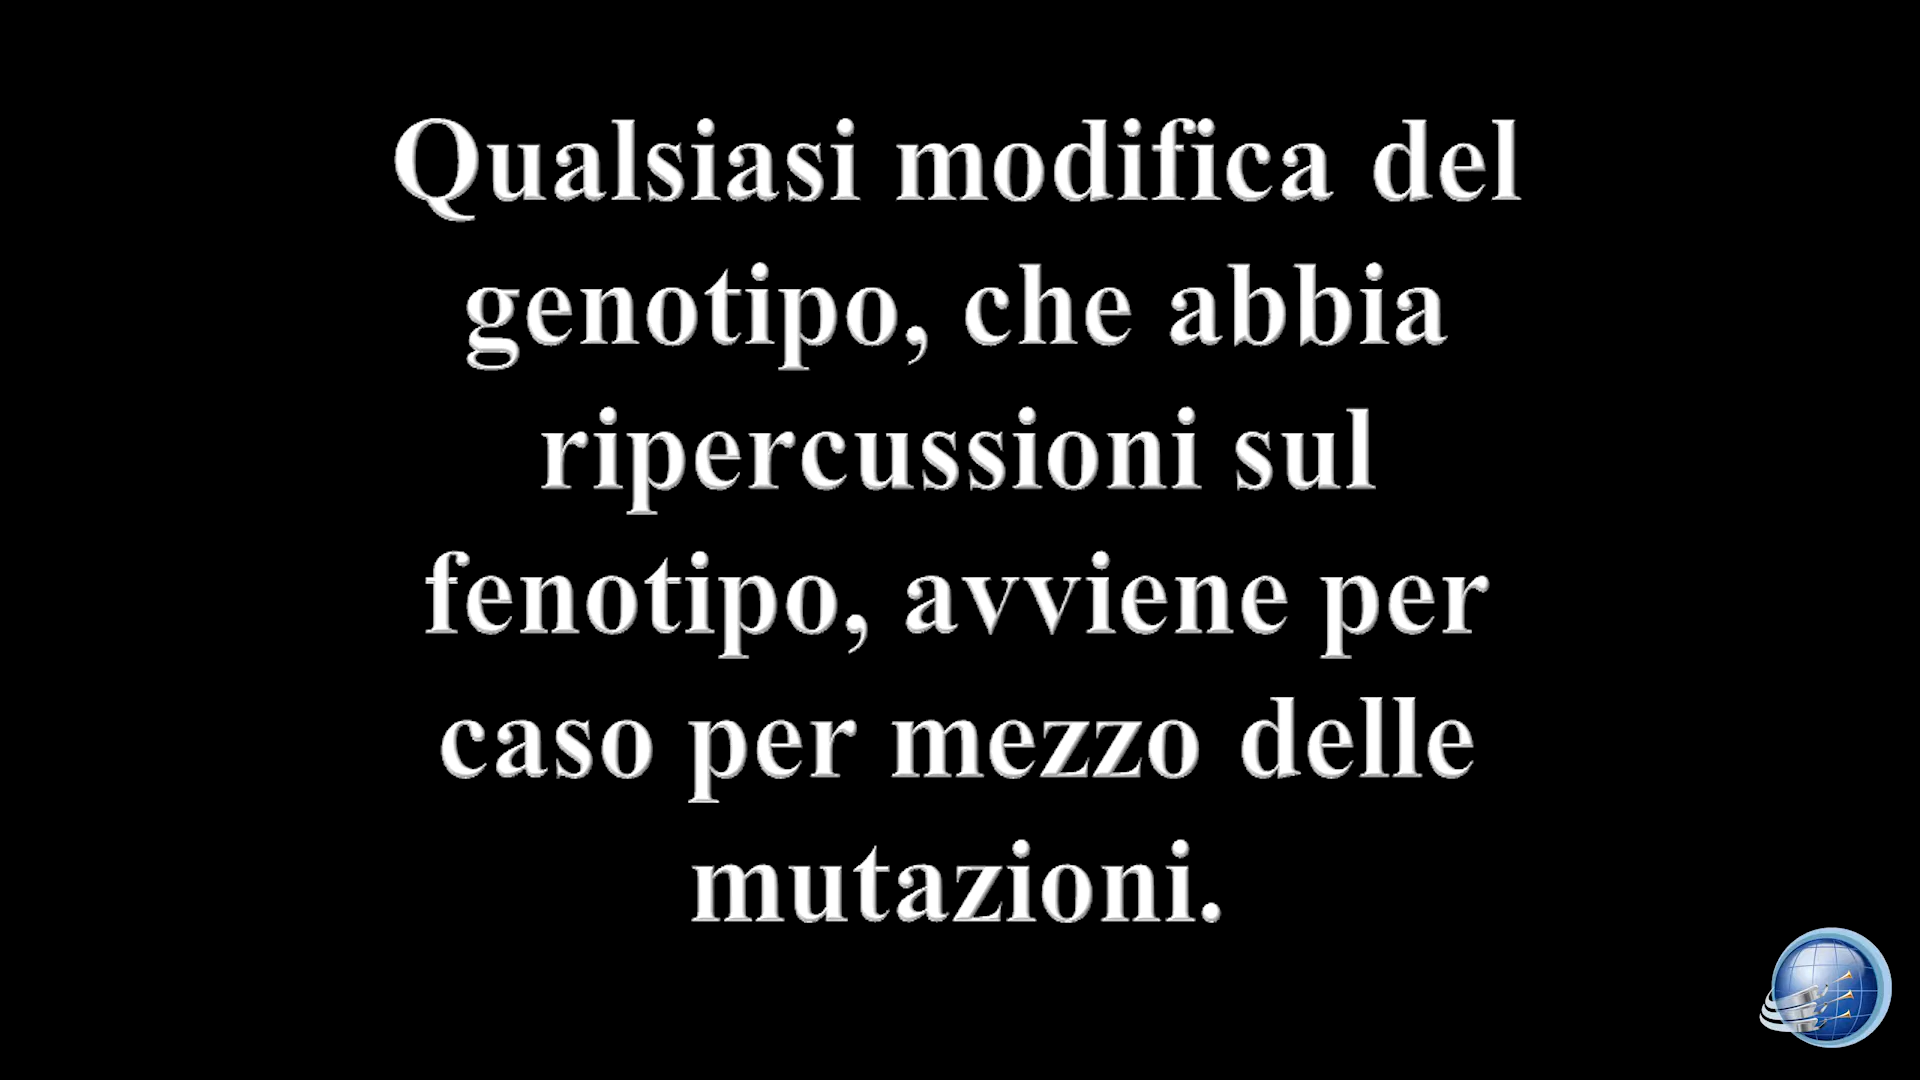 Qualsiasi modifica del
genotipo, che abbia
ripercussioni sul
fenotipo, avviene per
caso per mezzo delle
mutazioni.